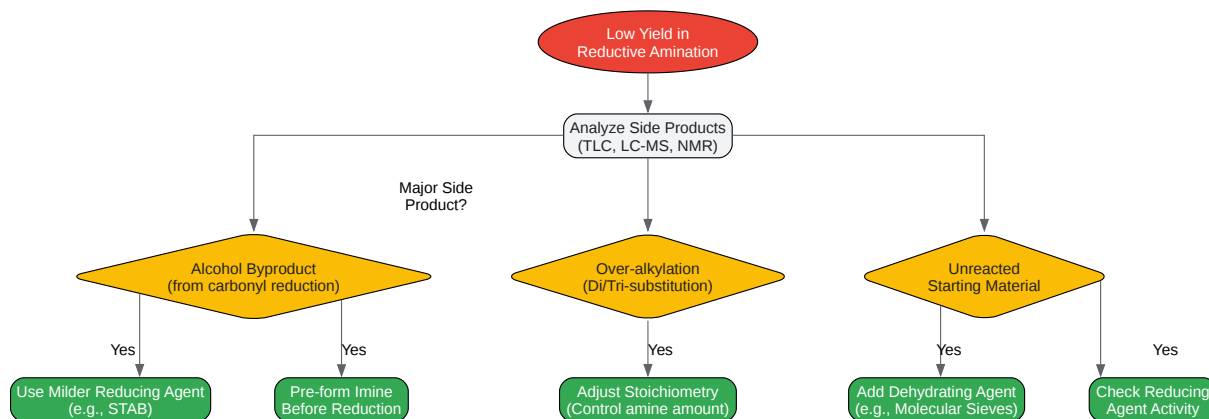 Low Yield in
Reductive Amination
Analyze Side Products
(TLC, LC-MS, NMR)
Major Side
Product?
Alcohol Byproduct
(from carbonyl reduction)
Over-alkylation
(Di/Tri-substitution)
Unreacted
Starting Material
Yes
Yes
Yes
Yes
Yes
Use Milder Reducing Agent
(e.g., STAB)
Pre-form Imine
Before Reduction
Adjust Stoichiometry
(Control amine amount)
Add Dehydrating Agent
(e.g., Molecular Sieves)
Check Reducing
Agent Activity